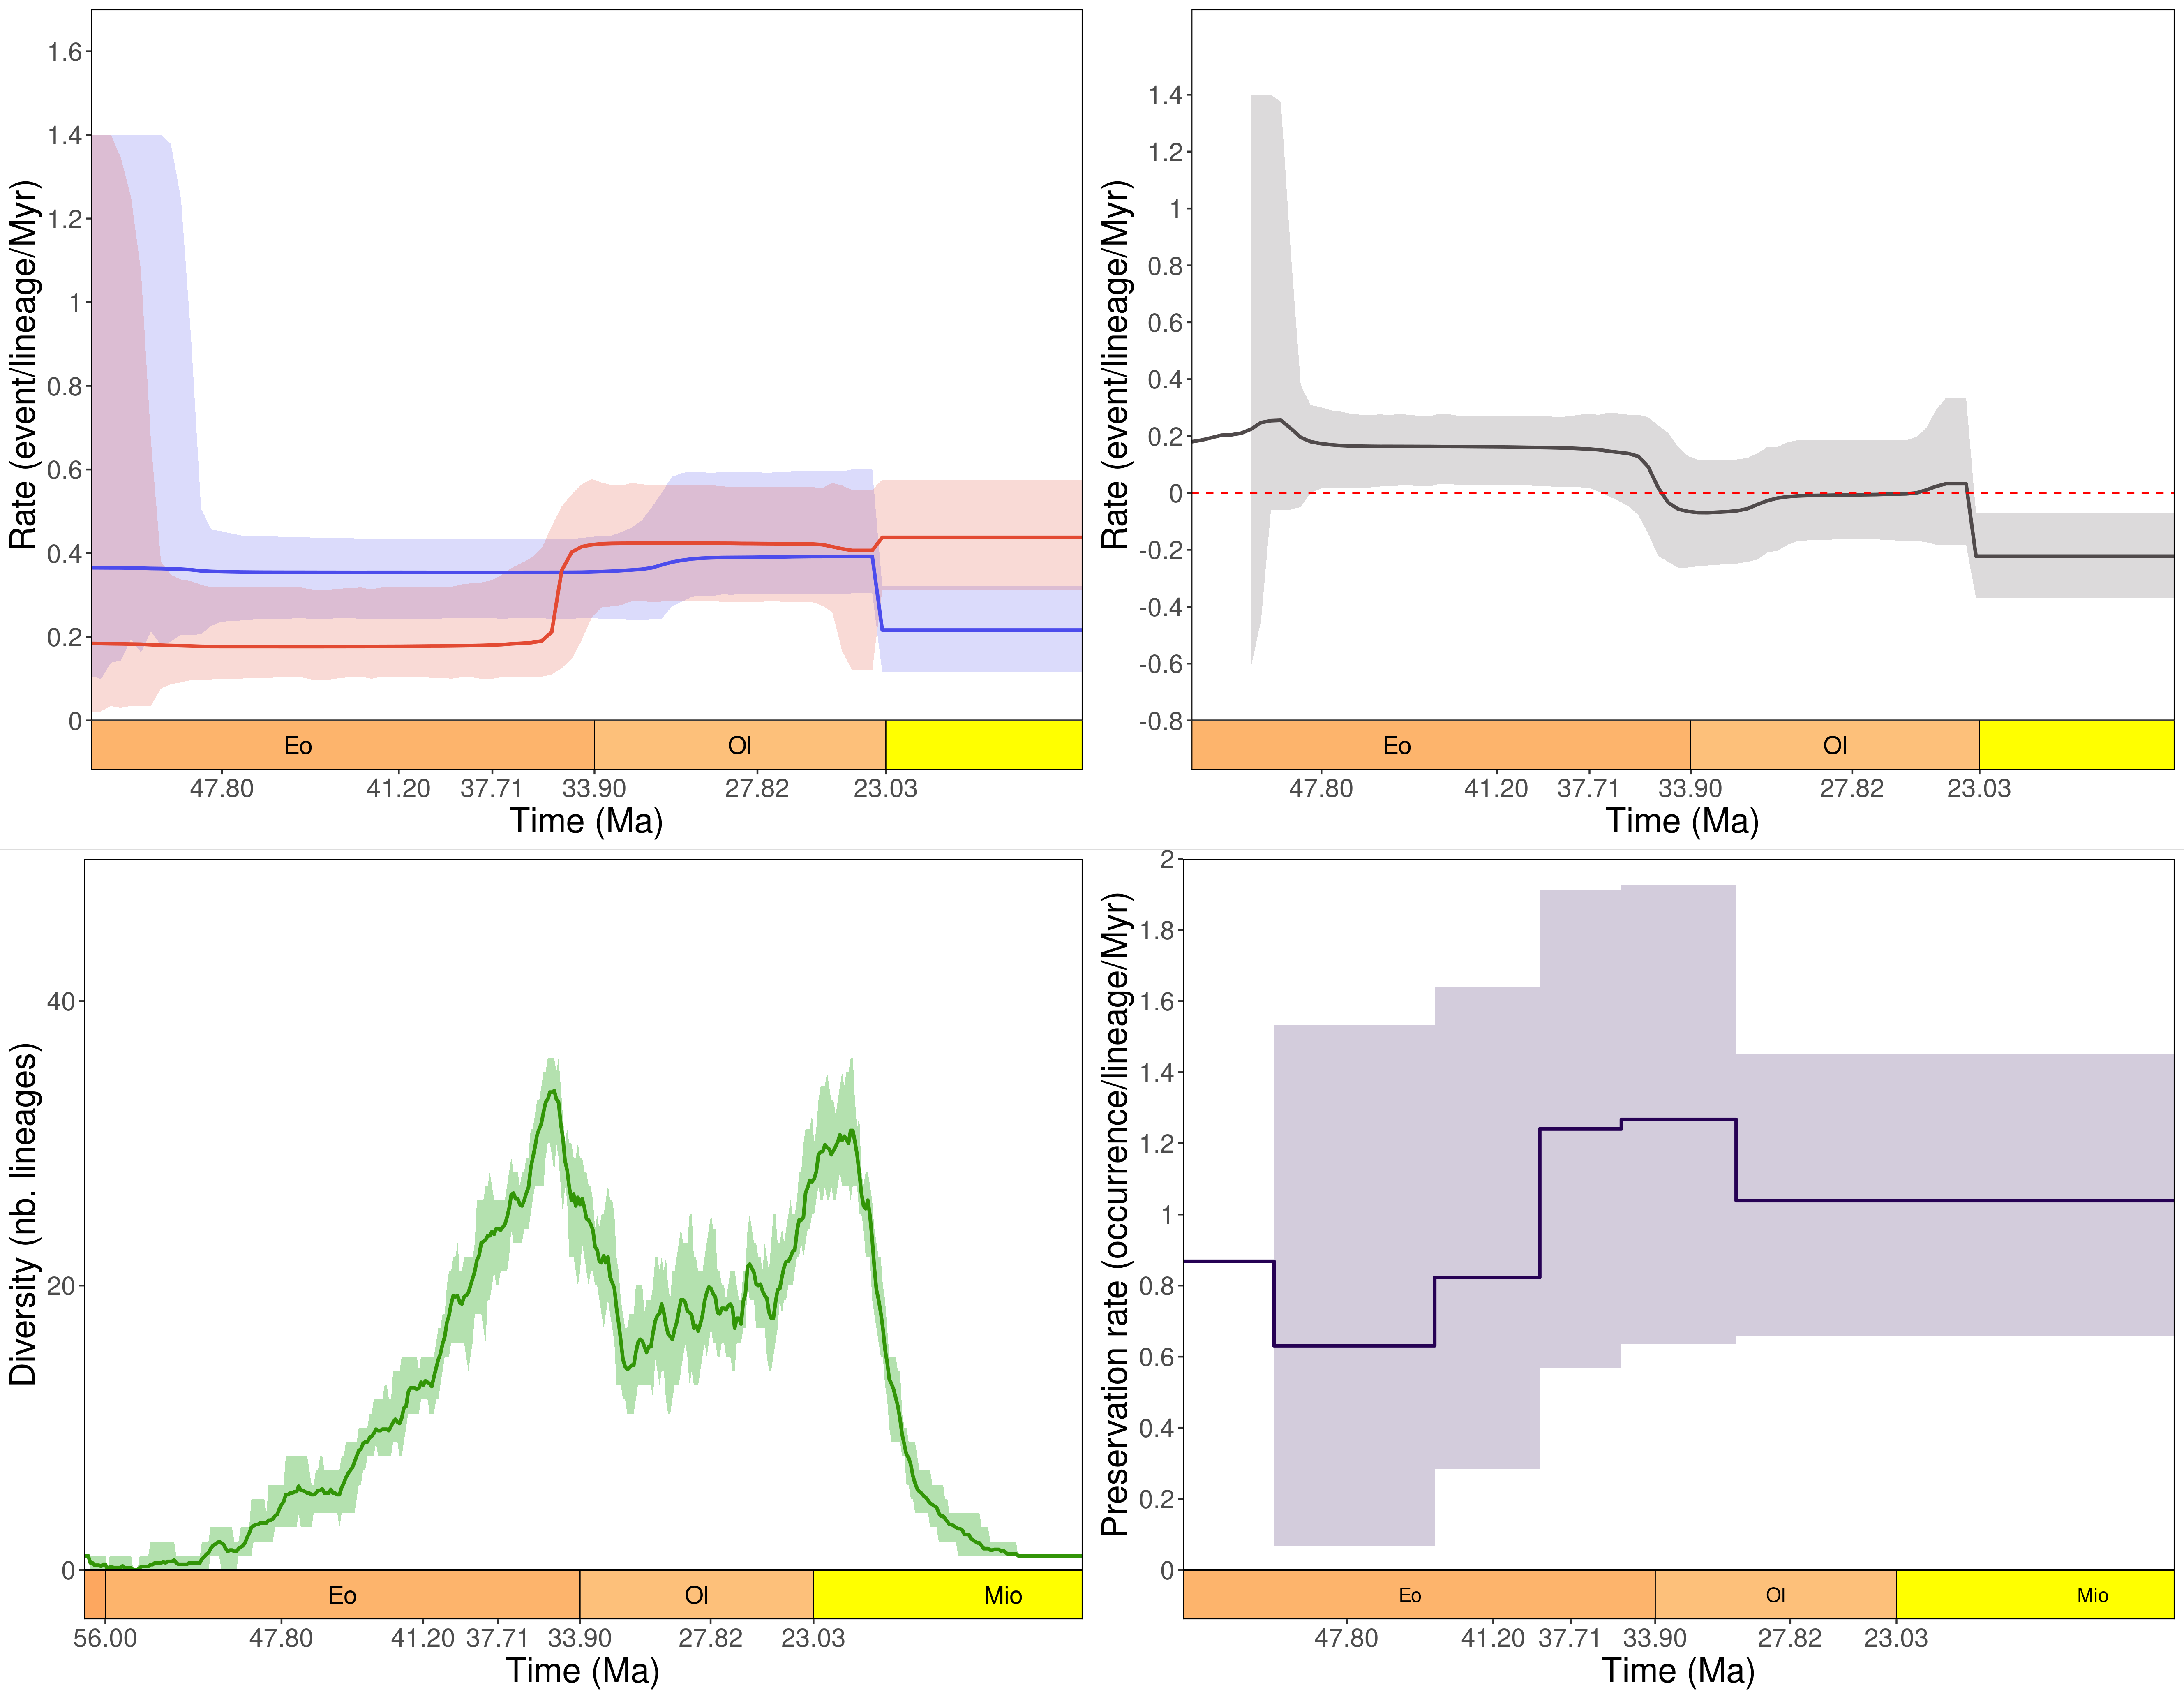 Rate (event/lineage/Myr)
1.6
1.4
1.2
1
0.8
0.6
0.4
0.2
0
Eo Ol
47.80 41.20 37.71 33.90 27.82 23.03
Time (Ma)
Rate (event/lineage/Myr)
1.4
1.2
1
0.8
0.6
0.4
0.2
0
-0.2
-0.4
-0.6
-0.8
Eo Ol
47.80 41.20 37.71 33.90 27.82 23.03
Time (Ma)
Diversity (nb. lineages)
40
20
0
Eo Ol Mio
56.00 47.80 41.20 37.71 33.90 27.82 23.03
Time (Ma)
Preservation rate (occurrence/lineage/Myr)
2
1.8
1.6
1.4
1.2
1
0.8
0.6
0.4
0.2
0
Eo Ol Mio
47.80 41.20 37.71 33.90 27.82 23.03
Time (Ma)